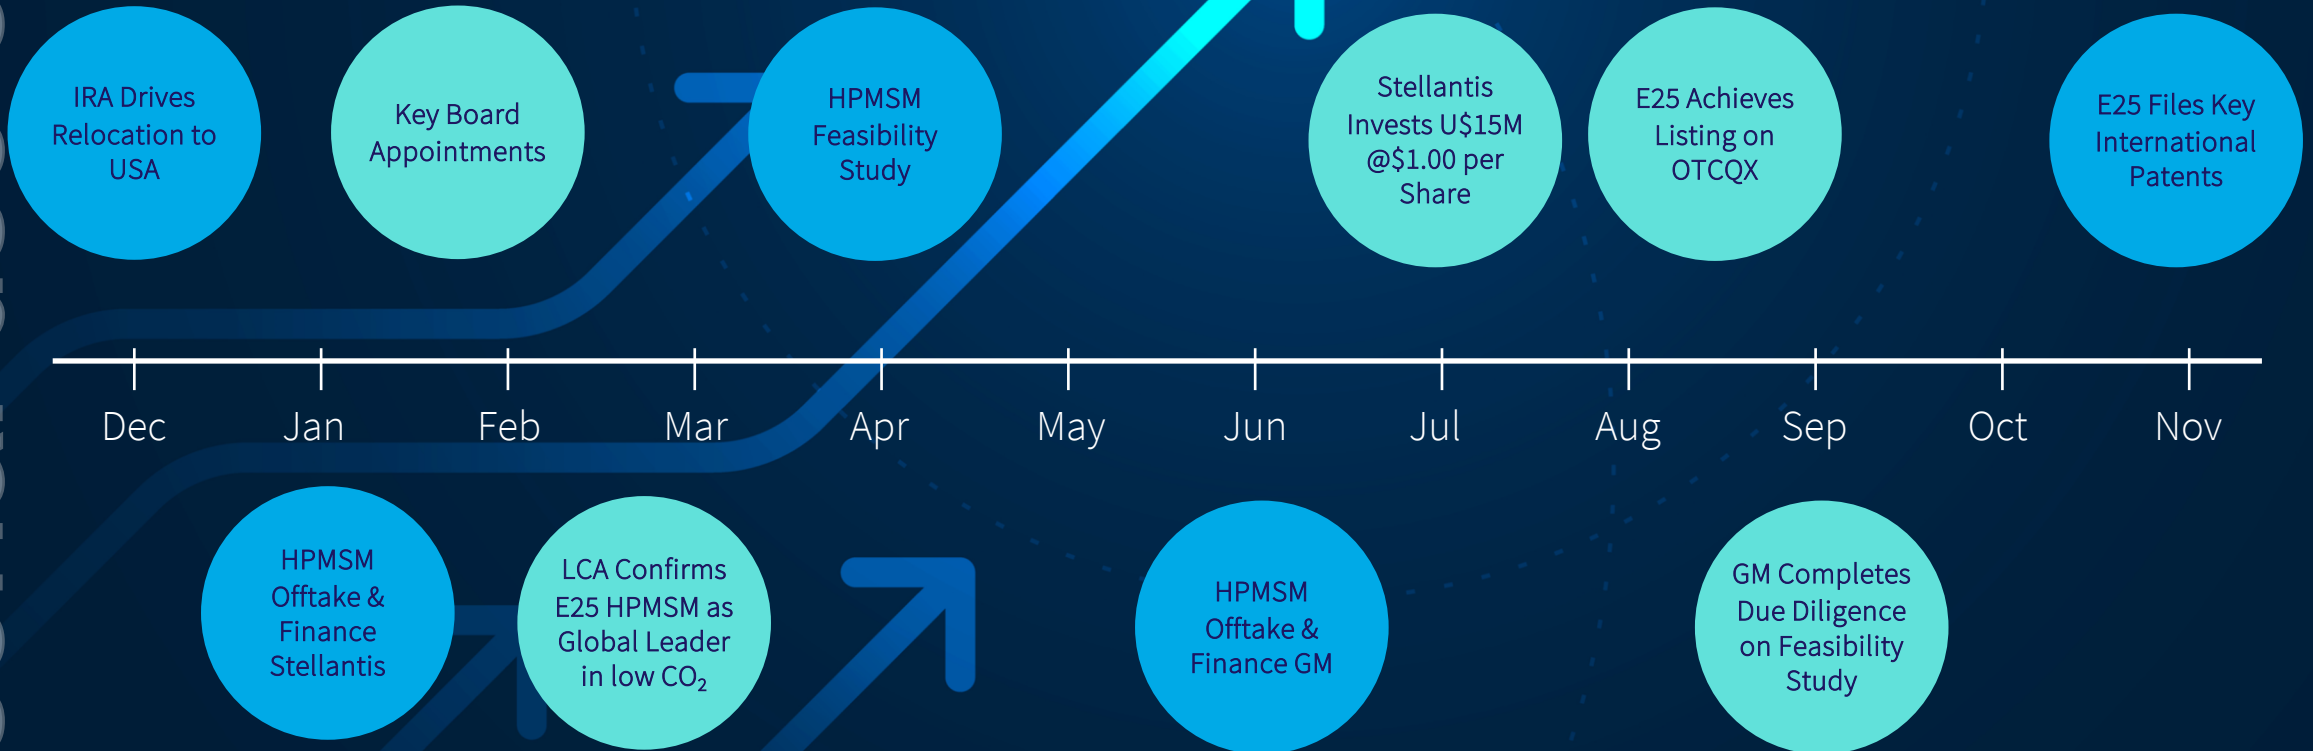 IRA Drives
Relocation to
USA
Key Board
Appointments
HPMSM
Feasibility
Study
Stellantis
Invests U$15M
@$1.00 per
Share
E25 Achieves
Listing on
OTCQX
E25 Files Key
International
Patents
Dec Jan Feb Mar Apr May Jun Jul Aug Sep Oct Nov
HPMSM
Offtake &
Finance
Stellantis
LCA Confirms
E25 HPMSM as
Global Leader
in low CO₂
HPMSM
Offtake &
Finance GM
GM Completes
Due Diligence
on Feasibility
Study